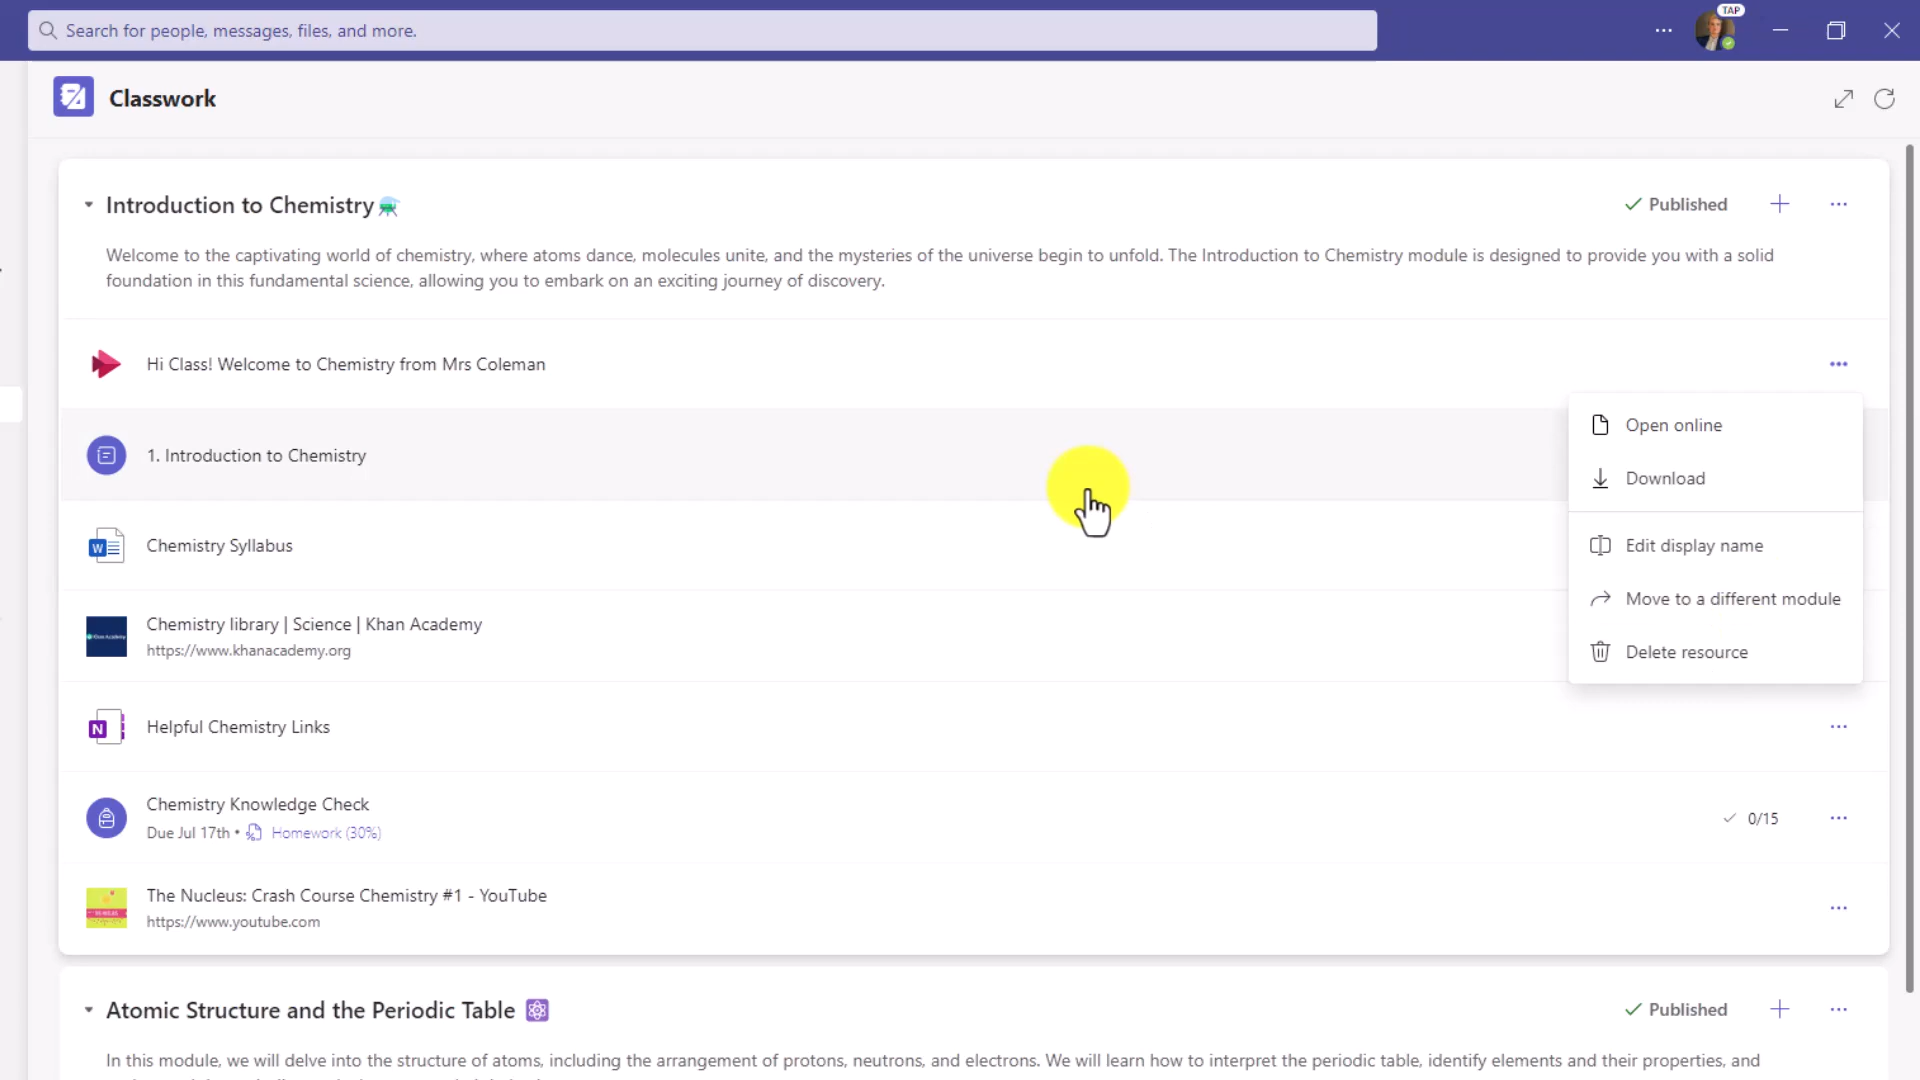 Search for people, messages, files, and more.
TAP
Classwork
Introduction to Chemistry
Published
Welcome to the captivating world of chemistry, where atoms dance, molecules unite, and the mysteries of the universe begin to unfold. The Introduction to Chemistry module is designed to provide you with a solid
foundation in this fundamental science, allowing you to embark on an exciting journey of discovery.
Hi Class! Welcome to Chemistry from Mrs Coleman
Open online
1. Introduction to Chemistry
Download
W
Chemistry Syllabus
Edit display name
Move to a different module
Chemistry library | Science | Khan Academy
Khan Academy
https://www.khanacademy.org
Delete resource
N
Helpful Chemistry Links
Chemistry Knowledge Check
0/15
Due Jul 17th • Homework (30%)
The Nucleus: Crash Course Chemistry #1 - YouTube
https://www.youtube.com
Atomic Structure and the Periodic Table
Published
In this module, we will delve into the structure of atoms, including the arrangement of protons, neutrons, and electrons. We will learn how to interpret the periodic table, identify elements and their properties, and